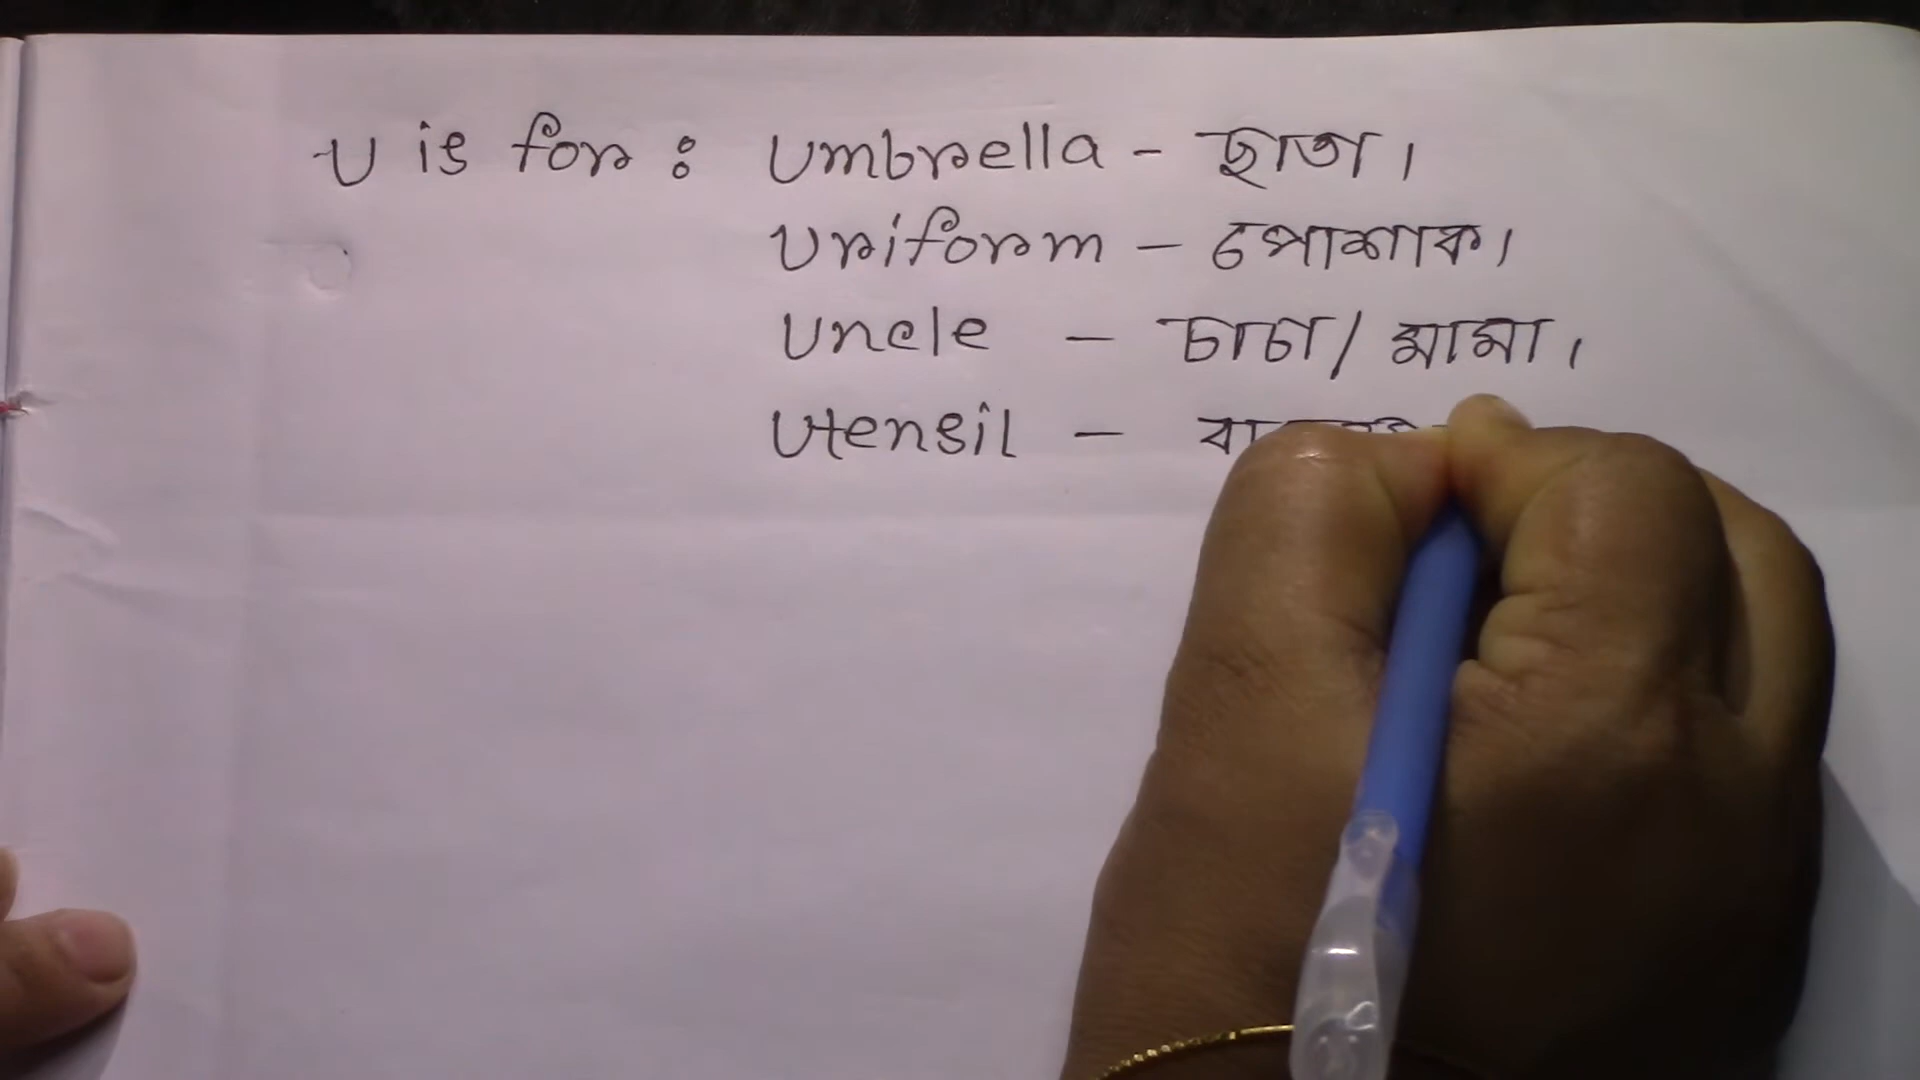 U is for : Umbrella - ছাতা।
Uniform - পোশাক।
Uncle - চাচা/ মামা।
Utensil -